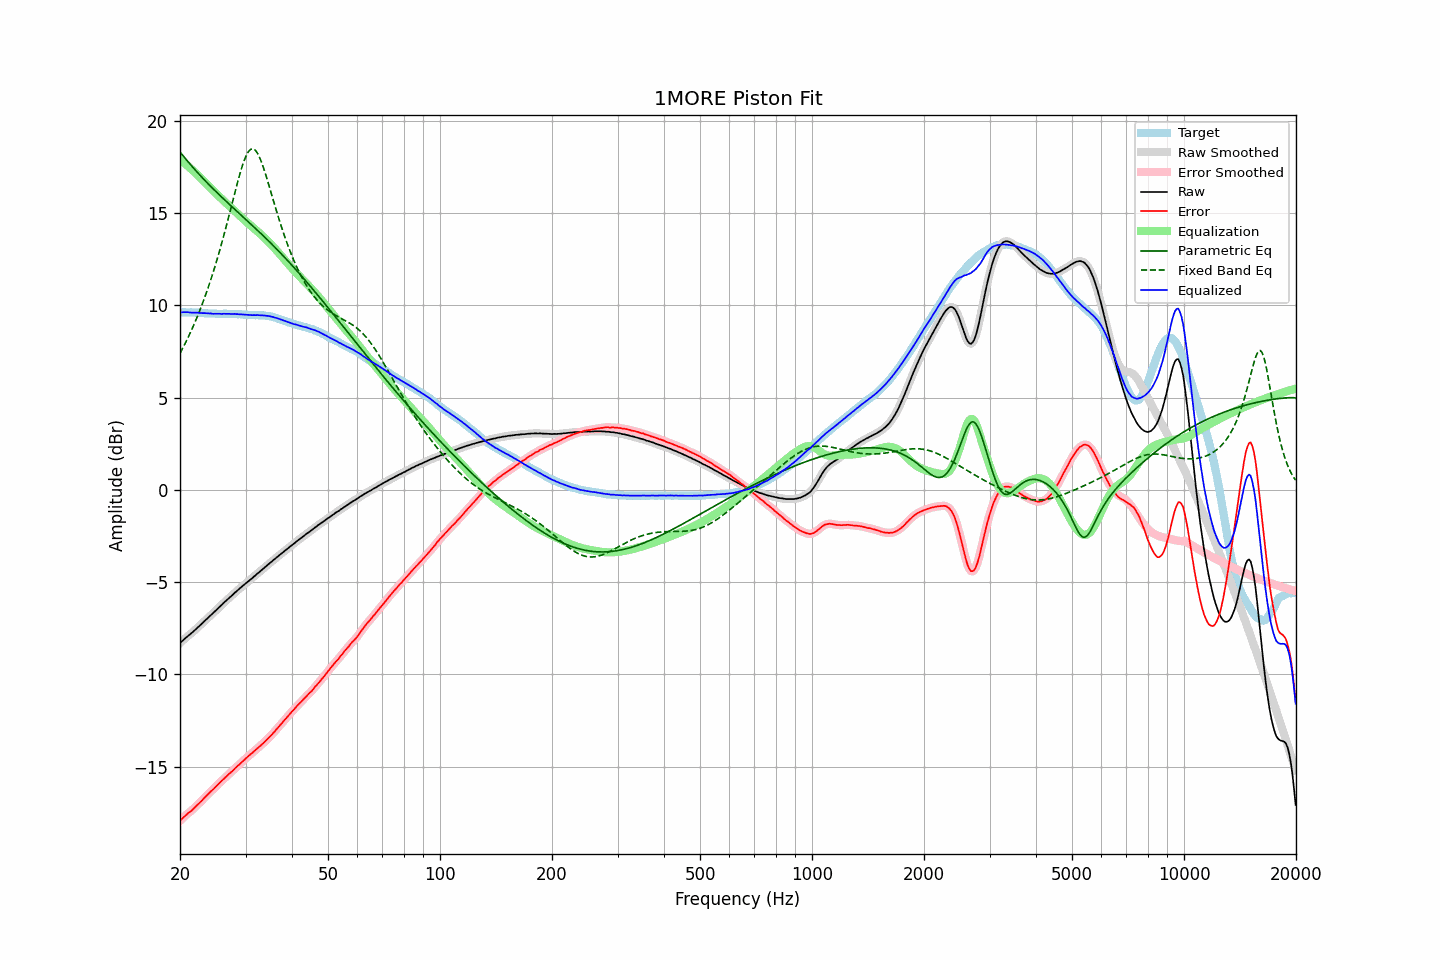 1MORE Piston Fit
Amplitude (dBr)
20
15
10
5
0
−5
−10
−15
Target
Raw Smoothed
Error Smoothed
Raw
Error
Equalization
Parametric Eq
Fixed Band Eq
Equalized
20 50 100 200 500 1000 2000 5000 10000 20000
Frequency (Hz)